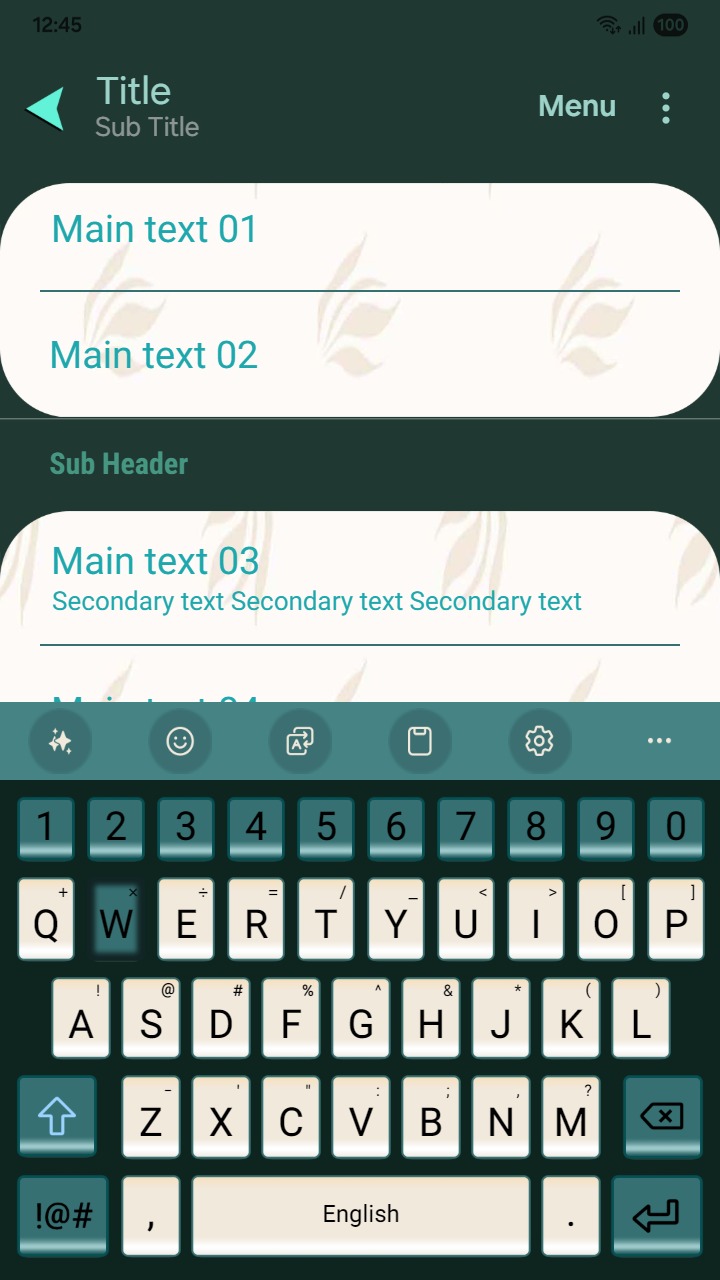 12:45
100
Title
Sub Title
Menu
Main text 01
Main text 02
Sub Header
Main text 03
Secondary text Secondary text Secondary text
1 2 3 4 5 6 7 8 9 0
+ × ÷ = / _ < > [ ]
Q W E R T Y U I O P
! @ # % ^ & * ( )
A S D F G H J K L
- ' " : ; , ?
Z X C V B N M
!@# , English .